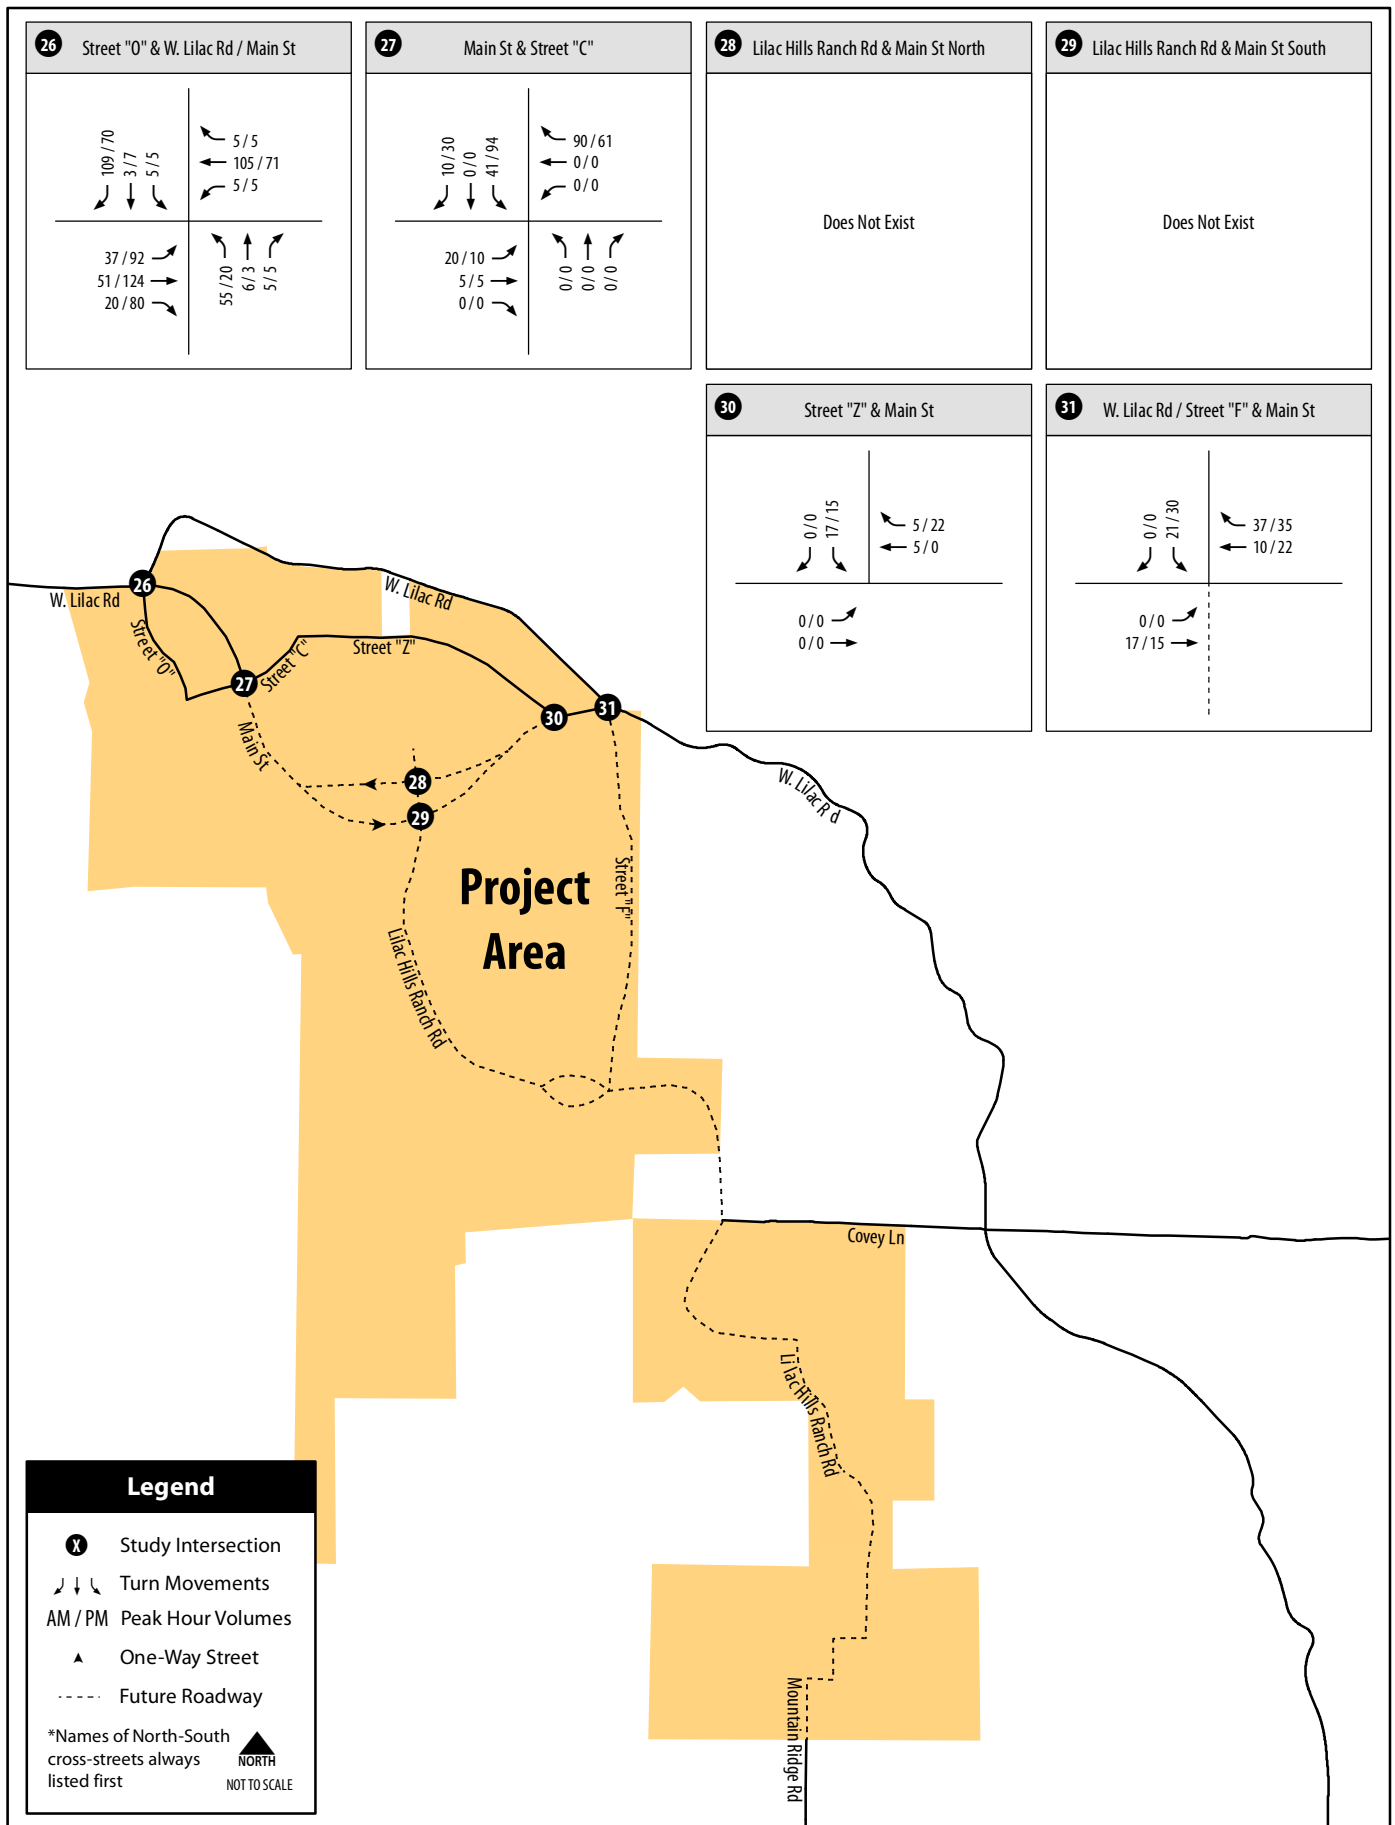 26 Street "O" & W. Lilac Rd / Main St
109 / 70
3 / 7
5 / 5
5 / 5
105 / 71
5 / 5
37 / 92
51 / 124
20 / 80
55 / 20
6 / 3
5 / 5
27 Main St & Street "C"
10 / 30
0 / 0
41 / 94
90 / 61
0 / 0
0 / 0
20 / 10
5 / 5
0 / 0
0 / 0
0 / 0
0 / 0
28 Lilac Hills Ranch Rd & Main St North
Does Not Exist
29 Lilac Hills Ranch Rd & Main St South
Does Not Exist
30 Street "Z" & Main St
0 / 0
17 / 15
5 / 22
5 / 0
0 / 0
0 / 0
31 W. Lilac Rd / Street "F" & Main St
0 / 0
21 / 30
37 / 35
10 / 22
0 / 0
17 / 15
26
W. Lilac Rd
W. Lilac Rd
Street "O"
27
Street "C"
Street "Z"
30
31
Main St
28
29
W. Lilac R d
Project
Area
Street "F"
Lilac Hills Ranch Rd
Covey Ln
Li lac Hills Ranch Rd
Mountain Ridge Rd
Legend
X Study Intersection
Turn Movements
AM / PM Peak Hour Volumes
One-Way Street
Future Roadway
*Names of North-South
cross-streets always
listed first
NORTH
NOT TO SCALE